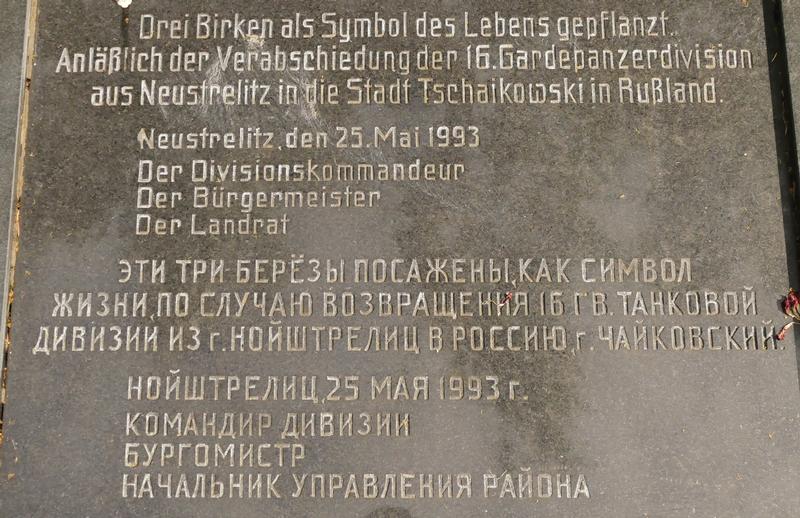 Drei Birken als Symbol des Lebens gepflanzt.
Anläßlich der Verabschiedung der 16. Gardepanzerdivision
aus Neustrelitz in die Stadt Tschaikowski in Rußland.
Neustrelitz, den 25. Mai 1993
Der Divisionskommandeur
Der Bürgermeister
Der Landrat
ЭТИ ТРИ БЕРЁЗЫ ПОСАЖЕНЫ, КАК СИМВОЛ
ЖИЗНИ, ПО СЛУЧАЮ ВОЗВРАЩЕНИЯ 16 ГВ. ТАНКОВОЙ
ДИВИЗИИ ИЗ г. НОЙШТРЕЛИЦ В РОССИЮ, г. ЧАЙКОВСКИЙ.
НОЙШТРЕЛИЦ, 25 МАЯ 1993 г.
КОМАНДИР ДИВИЗИИ
БУРГОМИСТР
НАЧАЛЬНИК УПРАВЛЕНИЯ РАЙОНА